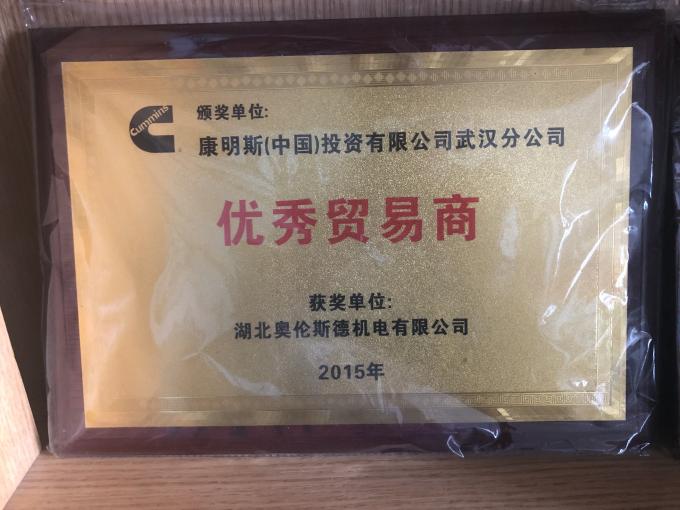 Cummins
颁奖单位:
康明斯(中国)投资有限公司武汉分公司
优秀贸易商
获奖单位:
湖北奥伦斯德机电有限公司
2015年